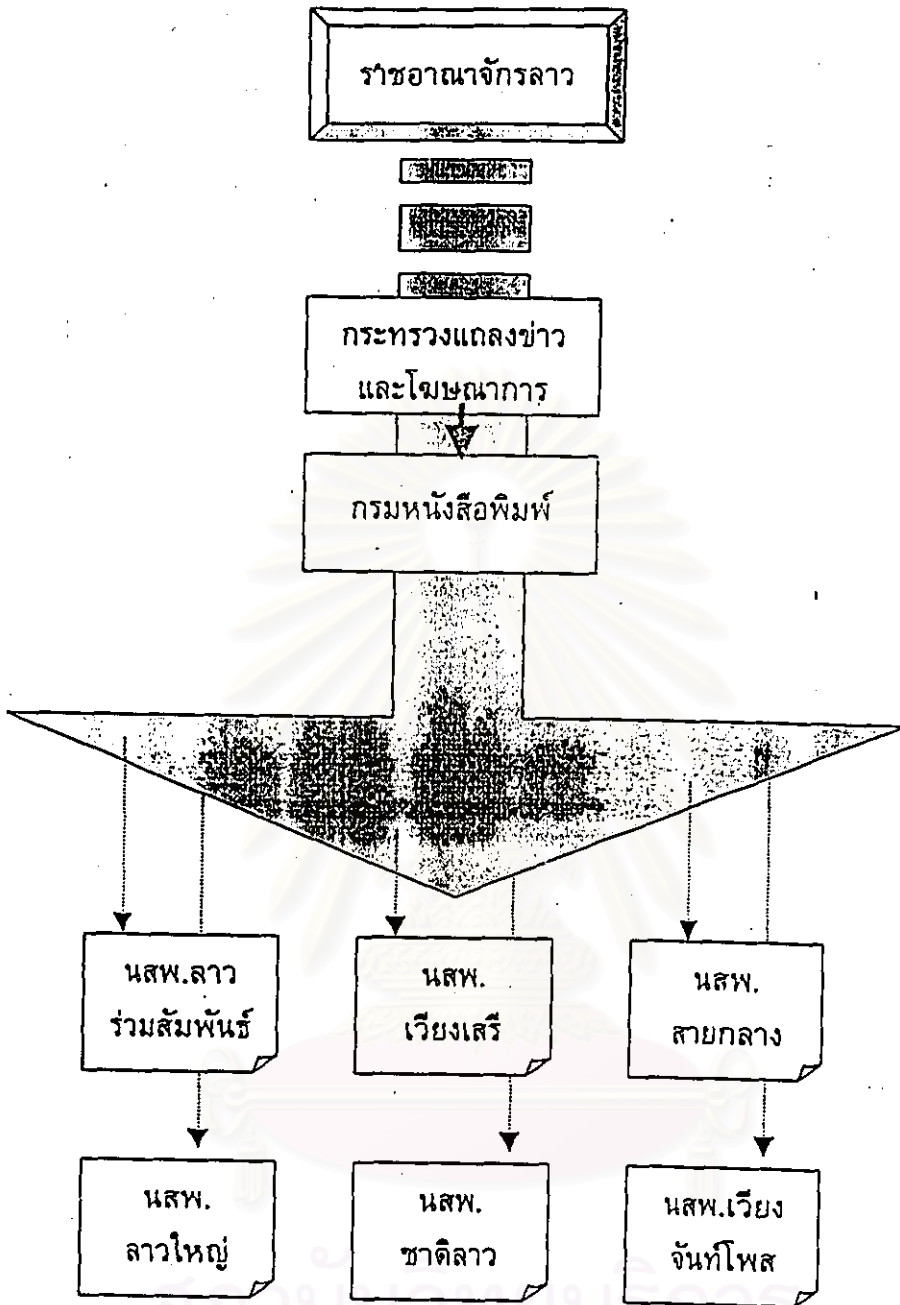 ราชอาณาจักรลาว
กระทรวงแถลงข่าว
และโฆษณาการ
กรมหนังสือพิมพ์
นสพ.ลาว
ร่วมสัมพันธ์
นสพ.
เวียงเสรี
นสพ.
สายกลาง
นสพ.
ลาวใหญ่
นสพ.
ชาติลาว
นสพ.เวียง
จันท์โพส